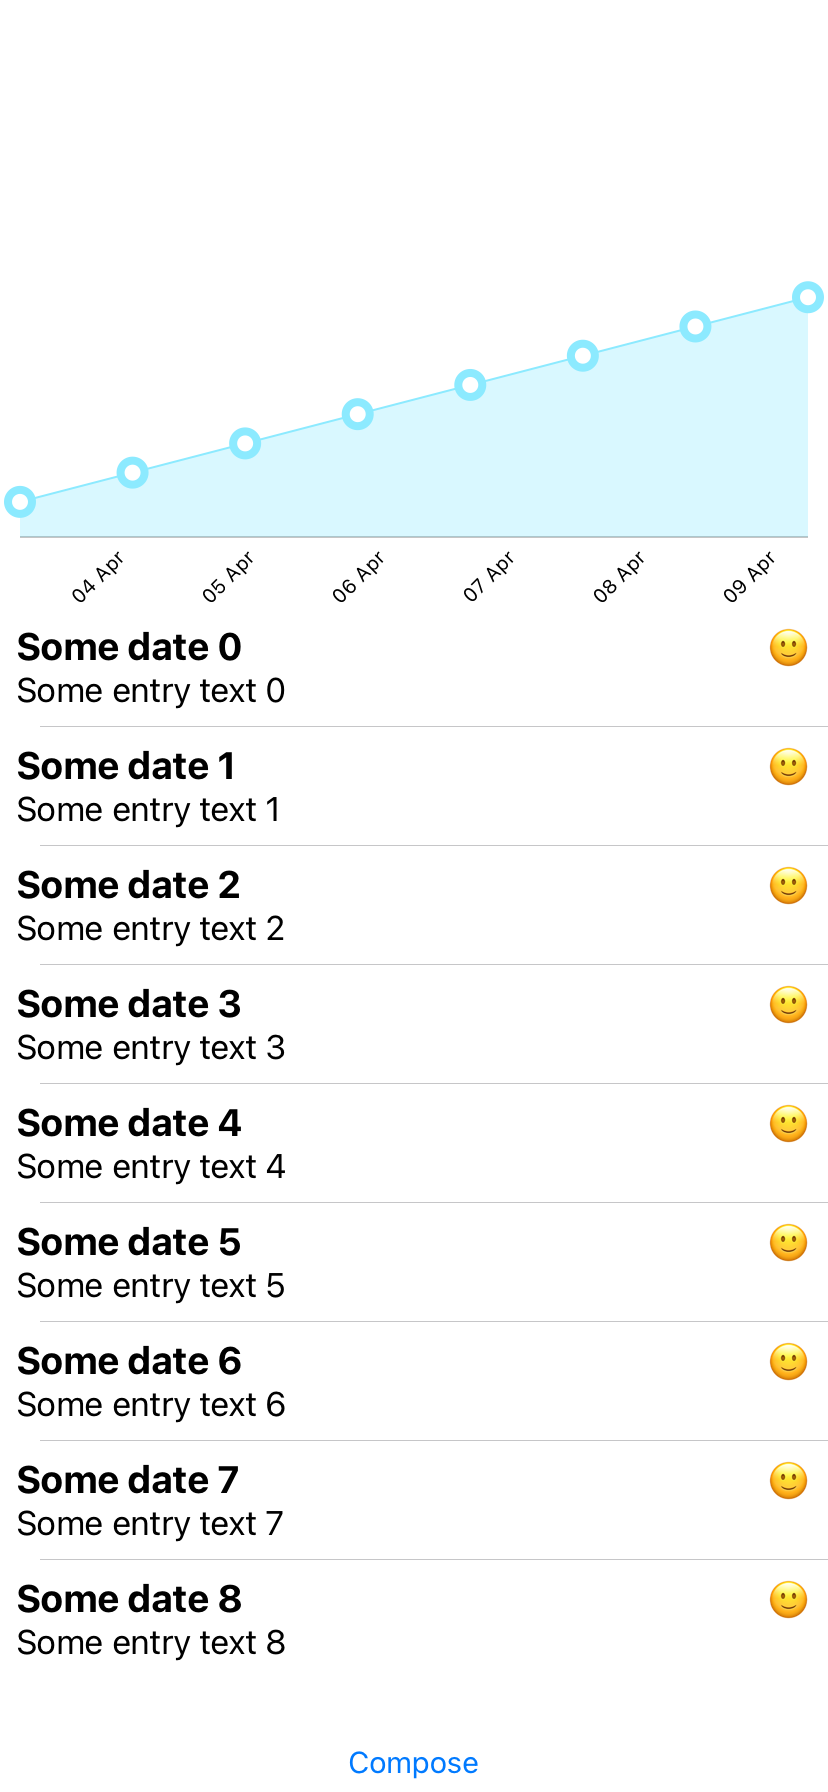 04 Apr
05 Apr
06 Apr
07 Apr
08 Apr
09 Apr
Some date 0
🙂
Some entry text 0
Some date 1
🙂
Some entry text 1
Some date 2
🙂
Some entry text 2
Some date 3
🙂
Some entry text 3
Some date 4
🙂
Some entry text 4
Some date 5
🙂
Some entry text 5
Some date 6
🙂
Some entry text 6
Some date 7
🙂
Some entry text 7
Some date 8
🙂
Some entry text 8
Compose